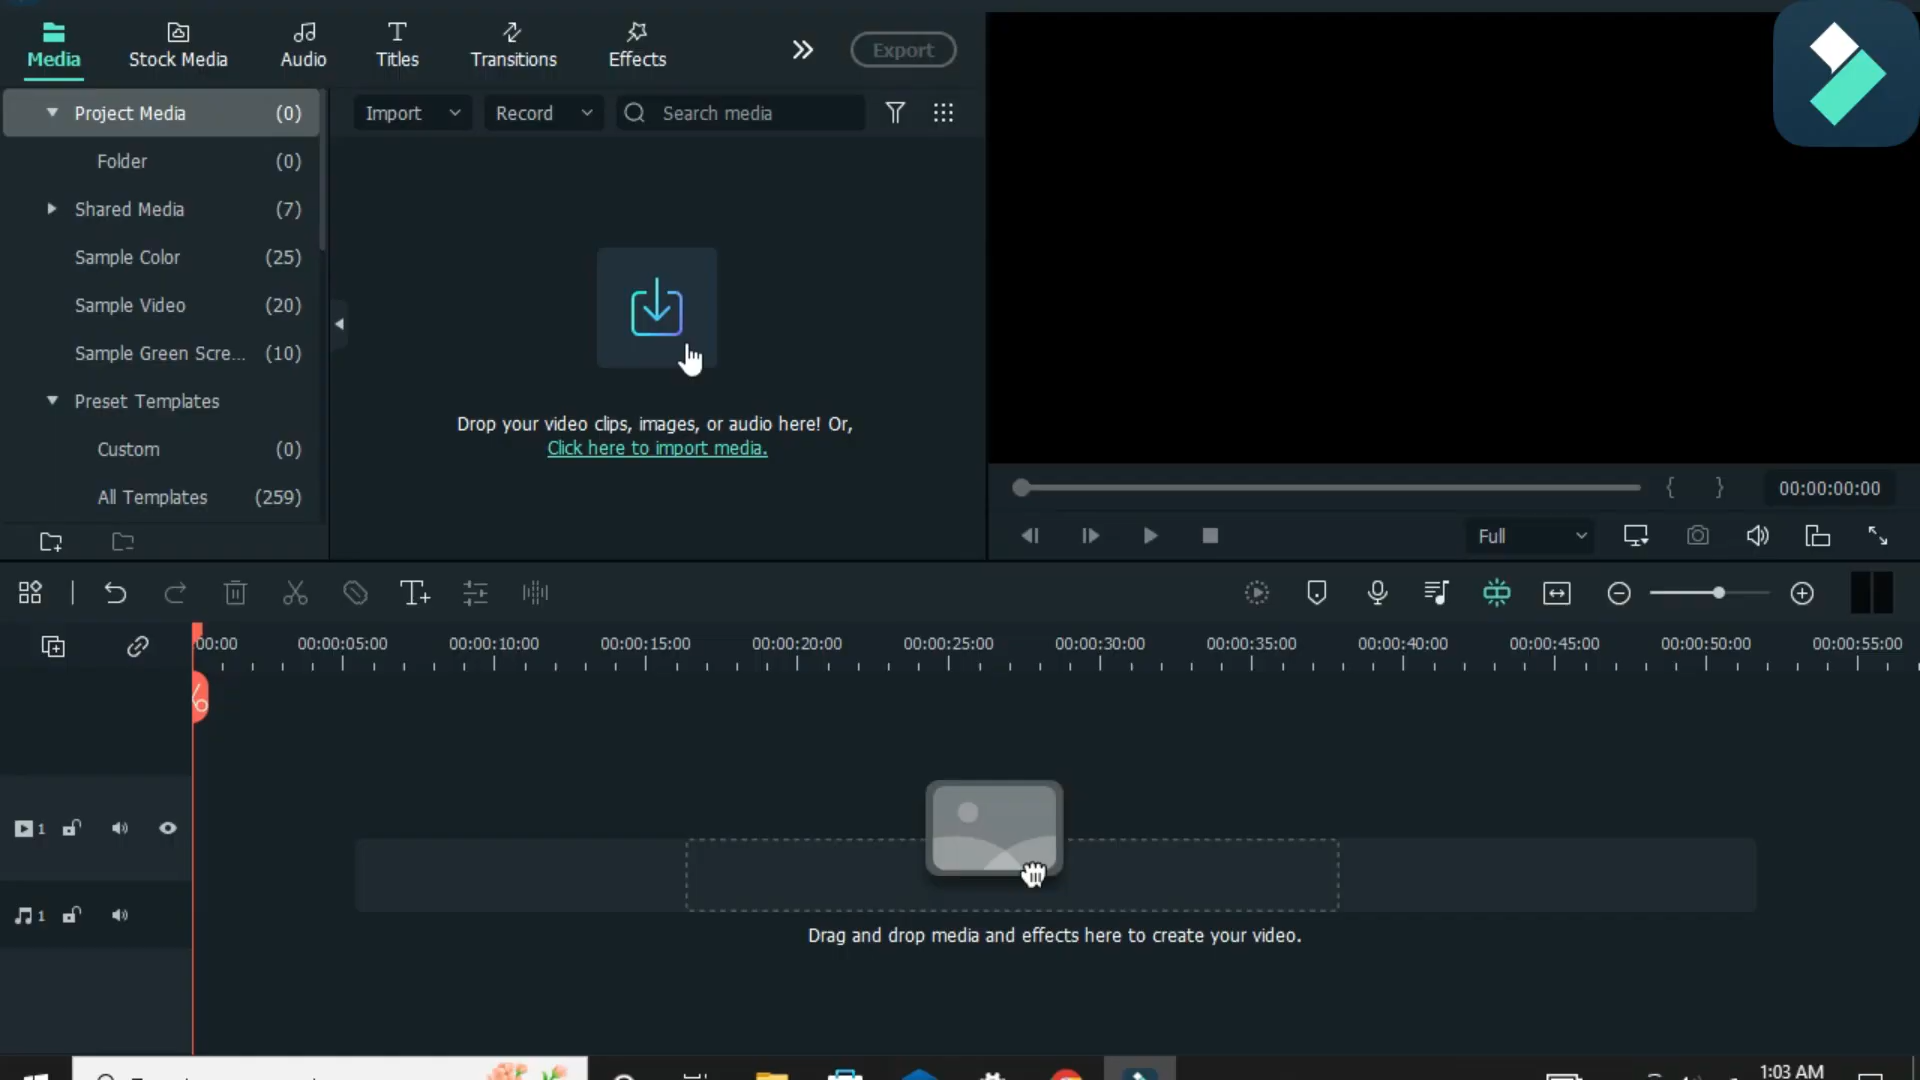 Media
Stock Media
Audio
Titles
Transitions
Effects
Export
Project Media (0)
Folder (0)
Shared Media (7)
Sample Color (25)
Sample Video (20)
Sample Green Scre... (10)
Preset Templates
Custom (0)
All Templates (259)
Import
Record
Search media
Drop your video clips, images, or audio here! Or,
Click here to import media.
{ }
00:00:00:00
Full
00:00 00:00:05:00 00:00:10:00 00:00:15:00 00:00:20:00 00:00:25:00 00:00:30:00 00:00:35:00 00:00:40:00 00:00:45:00 00:00:50:00 00:00:55:00
1
1
Drag and drop media and effects here to create your video.
1:03 AM